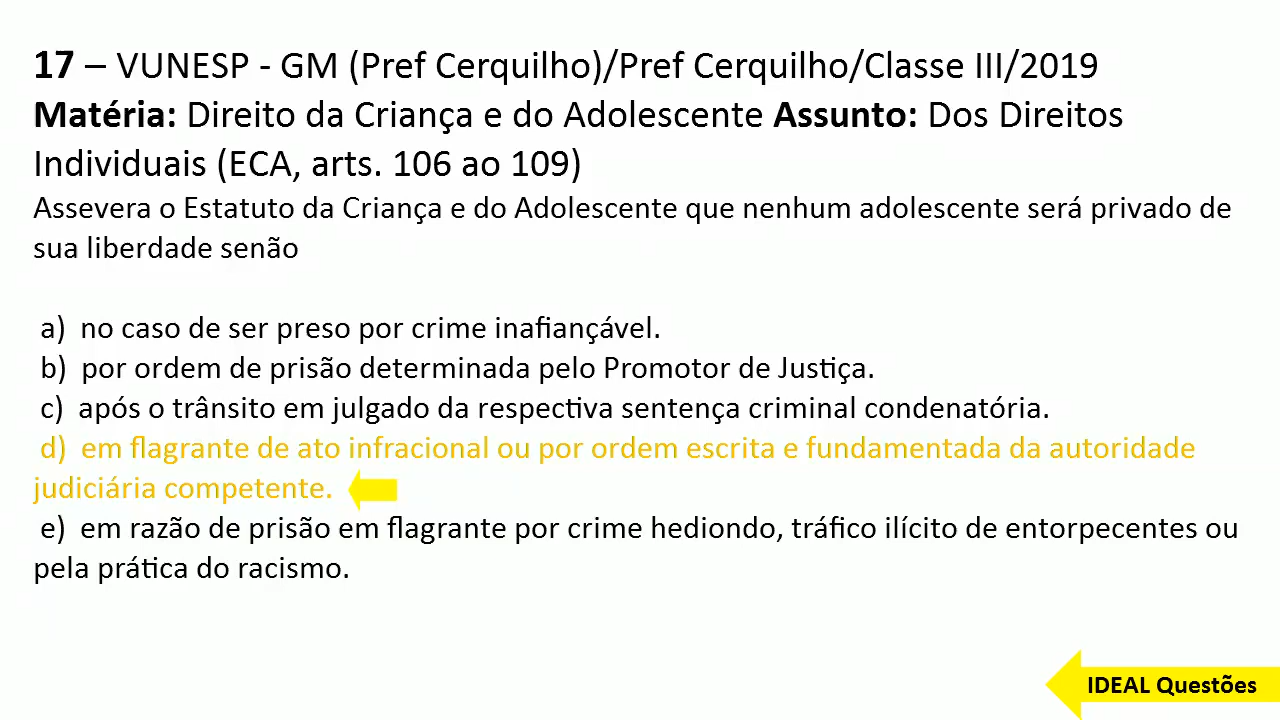 17 – VUNESP - GM (Pref Cerquilho)/Pref Cerquilho/Classe III/2019
Matéria: Direito da Criança e do Adolescente Assunto: Dos Direitos
Individuais (ECA, arts. 106 ao 109)
Assevera o Estatuto da Criança e do Adolescente que nenhum adolescente será privado de
sua liberdade senão
a) no caso de ser preso por crime inafiançável.
b) por ordem de prisão determinada pelo Promotor de Justiça.
c) após o trânsito em julgado da respectiva sentença criminal condenatória.
d) em flagrante de ato infracional ou por ordem escrita e fundamentada da autoridade
judiciária competente.
e) em razão de prisão em flagrante por crime hediondo, tráfico ilícito de entorpecentes ou
pela prática do racismo.
IDEAL Questões